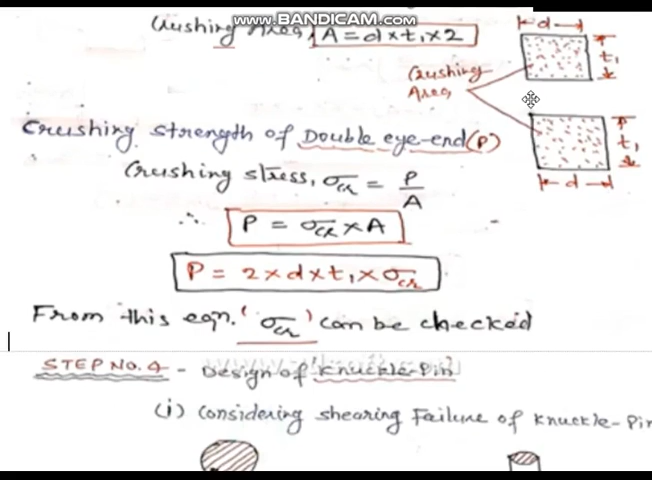 WWW.BANDICAM.COM
Crushing Area, A = d × t₁ × 2
d
t₁
Crushing Area
Crushing strength of Double eye-end (P)
t₁
d
Crushing stress, σcr = P/A
∴ P = σcr × A
P = 2 × d × t₁ × σcr
From this eqn. "σcr" can be checked
STEP NO. 4 - Design of Knuckle-Pin
(i) Considering shearing Failure of Knuckle-Pin